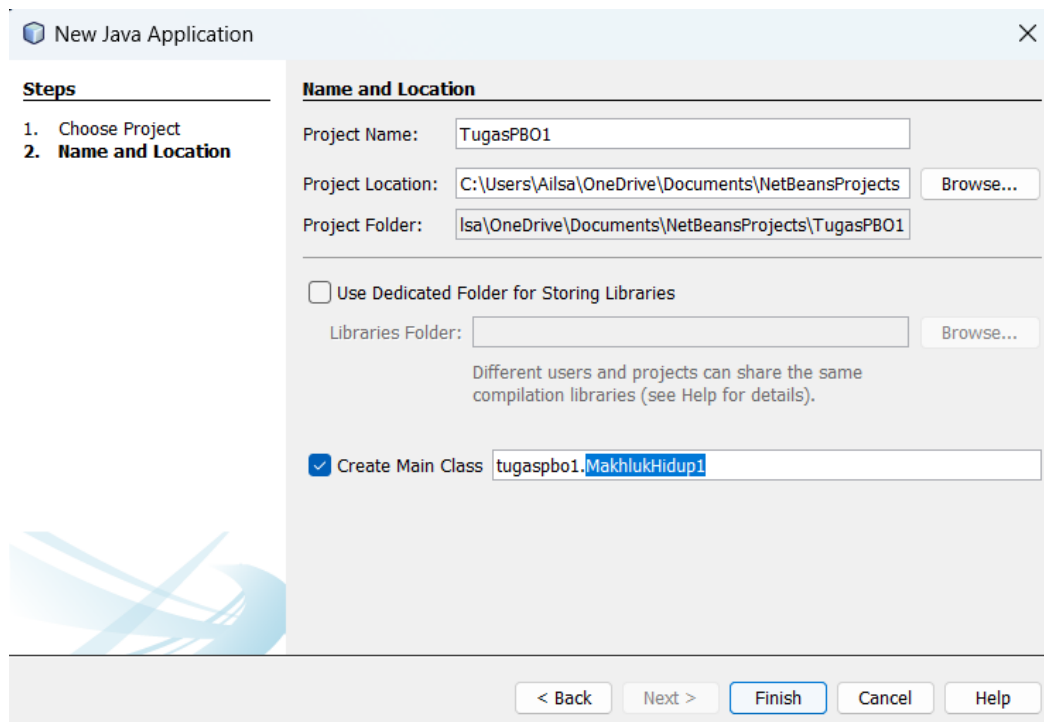 New Java Application
Steps
1. Choose Project
2. Name and Location
Name and Location
Project Name: TugasPBO1
Project Location: C:\Users\Ailsa\OneDrive\Documents\NetBeansProjects Browse...
Project Folder: lsa\OneDrive\Documents\NetBeansProjects\TugasPBO1
Use Dedicated Folder for Storing Libraries
Libraries Folder: Browse...
Different users and projects can share the same
compilation libraries (see Help for details).
Create Main Class tugaspbo1.MakhlukHidup1
< Back Next > Finish Cancel Help